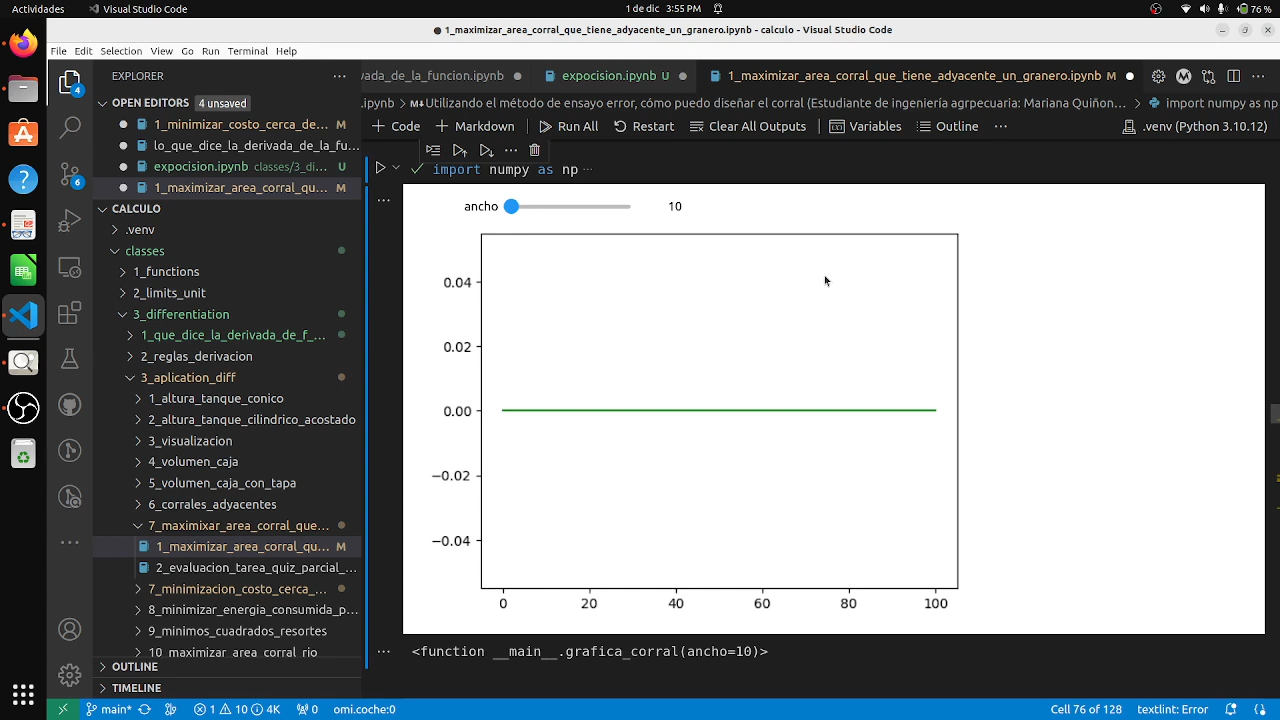 Actividades
Visual Studio Code
1 de dic 3:55 PM
76 %
1_maximizar_area_corral_que_tiene_adyacente_un_granero.ipynb - calculo - Visual Studio Code
File Edit Selection View Go Run Terminal Help
EXPLORER
OPEN EDITORS 4 unsaved
1_minimizar_costo_cerca_de... M
lo_que_dice_la_derivada_de_la_fu...
expocision.ipynb classes/3_di... U
1_maximizar_area_corral_qu... M
CALCULO
.venv
classes
1_functions
2_limits_unit
3_differentiation
1_que_dice_la_derivada_de_f_...
2_reglas_derivacion
3_aplication_diff
1_altura_tanque_conico
2_altura_tanque_cilindrico_acostado
3_visualizacion
4_volumen_caja
5_volumen_caja_con_tapa
6_corrales_adyacentes
7_maximixar_area_corral_que...
1_maximizar_area_corral_qu... M
2_evaluacion_tarea_quiz_parcial_...
7_minimizacion_costo_cerca_...
8_minimizar_energia_consumida_p...
9_minimos_cuadrados_resortes
10_maximizar_area_corral_rio
OUTLINE
TIMELINE
4
2
vada_de_la_funcion.ipynb
expocision.ipynb U
1_maximizar_area_corral_que_tiene_adyacente_un_granero.ipynb M
.ipynb > M Utilizando el método de ensayo error, cómo puedo diseñar el corral (Estudiante de ingeniería agrpecuaria: Mariana Quiñon... > import numpy as np
+ Code + Markdown Run All Restart Clear All Outputs Variables Outline ... .venv (Python 3.10.12)
import numpy as np ...
ancho 10
0.04
0.02
0.00
−0.02
−0.04
0 20 40 60 80 100
<function __main__.grafica_corral(ancho=10)>
main* 1 10 4K 0 omi.coche:0 Cell 76 of 128 textlint: Error